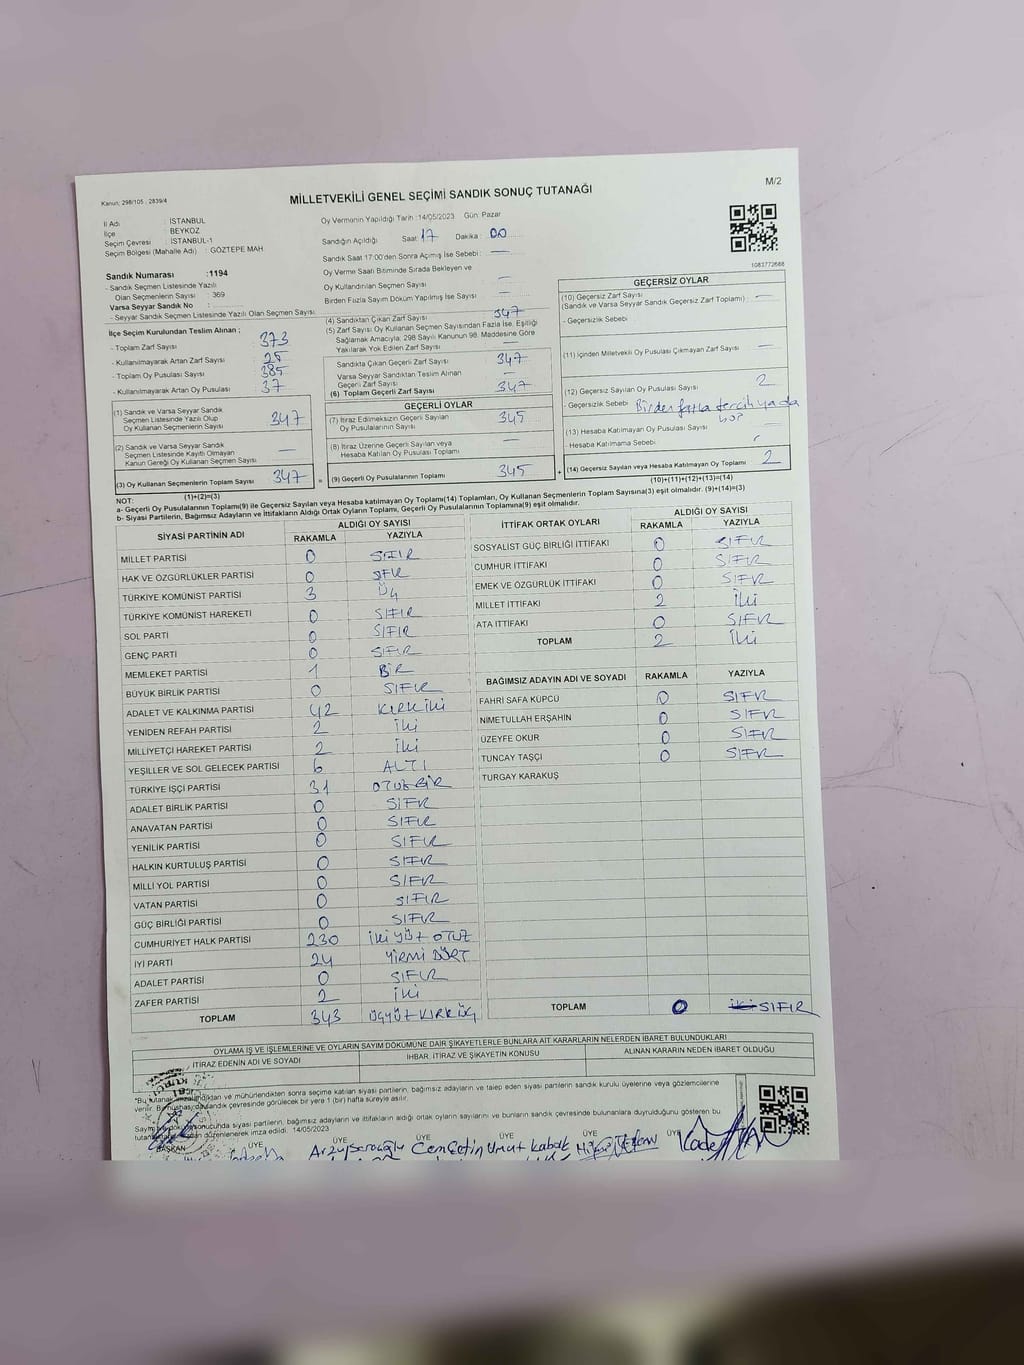 Kanun: 298/105 , 2839/4
MİLLETVEKİLİ GENEL SEÇİMİ SANDIK SONUÇ TUTANAĞI
M/2
İl Adı : İSTANBUL
İlçe : BEYKOZ
Seçim Çevresi : İSTANBUL-1
Seçim Bölgesi (Mahalle Adı) : GÖZTEPE MAH
Sandık Numarası :1194
- Sandık Seçmen Listesinde Yazılı
Olan Seçmenlerin Sayısı : 369
Varsa Seyyar Sandık No :
- Seyyar Sandık Seçmen Listesinde Yazılı Olan Seçmen Sayısı:
İlçe Seçim Kurulundan Teslim Alınan ;
- Toplam Zarf Sayısı 373
- Kullanılmayarak Artan Zarf Sayısı 25
- Toplam Oy Pusulası Sayısı 385
- Kullanılmayarak Artan Oy Pusulası 37
(1) Sandık ve Varsa Seyyar Sandık
Seçmen Listesinde Yazılı Olup
Oy Kullanan Seçmenlerin Sayısı 347
(2) Sandık ve Varsa Seyyar Sandık
Seçmen Listesinde Kayıtlı Olmayan
Kanun Gereği Oy Kullanan Seçmen Sayısı —
(3) Oy Kullanan Seçmenlerin Toplam Sayısı 347
(1)+(2)=(3)
Oy Vermenin Yapıldığı Tarih :14/05/2023 Gün: Pazar
Sandığın Açıldığı Saat: 17 Dakika: 00
Sandık Saat 17:00'den Sonra Açılmış İse Sebebi : —
Oy Verme Saati Bitiminde Sırada Bekleyen ve
Oy Kullandırılan Seçmen Sayısı —
Birden Fazla Sayım Döküm Yapılmış İse Sayısı —
(4) Sandıktan Çıkan Zarf Sayısı 347
(5) Zarf Sayısı Oy Kullanan Seçmen Sayısından Fazla İse, Eşitliği
Sağlamak Amacıyla; 298 Sayılı Kanunun 98. Maddesine Göre
Yakılarak Yok Edilen Zarf Sayısı —
Sandıkta Çıkan Geçerli Zarf Sayısı 347
Varsa Seyyar Sandıktan Teslim Alınan
Geçerli Zarf Sayısı —
(6) Toplam Geçerli Zarf Sayısı 347
GEÇERLİ OYLAR
(7) İtiraz Edilmeksizin Geçerli Sayılan
Oy Pusulalarının Sayısı 345
(8) İtiraz Üzerine Geçerli Sayılan veya
Hesaba Katılan Oy Pusulası Toplamı —
(9) Geçerli Oy Pusulalarının Toplamı 345
1083772688
GEÇERSİZ OYLAR
(10) Geçersiz Zarf Sayısı
(Sandık ve Varsa Seyyar Sandık Geçersiz Zarf Toplamı) : —
- Geçersizlik Sebebi :
(11) İçinden Milletvekili Oy Pusulası Çıkmayan Zarf Sayısı —
(12) Geçersiz Sayılan Oy Pusulası Sayısı 2
- Geçersizlik Sebebi : Birden fazla tercih ya da
(13) Hesaba Katılmayan Oy Pusulası Sayısı —
- Hesaba Katılmama Sebebi
(14) Geçersiz Sayılan veya Hesaba Katılmayan Oy Toplamı 2
(10)+(11)+(12)+(13)=(14)
NOT:
a- Geçerli Oy Pusulalarının Toplamı(9) ile Geçersiz Sayılan veya Hesaba katılmayan Oy Toplamı(14) Toplamları, Oy Kullanan Seçmenlerin Toplam Sayısına(3) eşit olmalıdır. (9)+(14)=(3)
b- Siyasi Partilerin, Bağımsız Adayların ve İttifakların Aldığı Ortak Oyların Toplamı, Geçerli Oy Pusulalarının Toplamına(9) eşit olmalıdır.
SİYASİ PARTİNİN ADI ALDIĞI OY SAYISI
RAKAMLA YAZIYLA
MİLLET PARTİSİ 0 SIFIR
HAK VE ÖZGÜRLÜKLER PARTİSİ 0 SFIR
TÜRKİYE KOMÜNİST PARTİSİ 3 Üç
TÜRKİYE KOMÜNİST HAREKETİ 0 SIFIR
SOL PARTİ 0 SIFIR
GENÇ PARTİ 0 SIFIR
MEMLEKET PARTİSİ 1 BİR
BÜYÜK BİRLİK PARTİSİ 0 SIFIR
ADALET VE KALKINMA PARTİSİ 42 KIRK İKİ
YENİDEN REFAH PARTİSİ 2 İki
MİLLİYETÇİ HAREKET PARTİSİ 2 İki
YEŞİLLER VE SOL GELECEK PARTİSİ 6 ALTI
TÜRKİYE İŞÇİ PARTİSİ 31 OTUZ BİR
ADALET BİRLİK PARTİSİ 0 SIFIR
ANAVATAN PARTİSİ 0 SIFIR
YENİLİK PARTİSİ 0 SIFIR
HALKIN KURTULUŞ PARTİSİ 0 SIFIR
MİLLİ YOL PARTİSİ 0 SIFIR
VATAN PARTİSİ 0 SIFIR
GÜÇ BİRLİĞİ PARTİSİ 0 SIFIR
CUMHURİYET HALK PARTİSİ 230 İKİ YÜZ OTUZ
İYİ PARTİ 24 YİRMİ DÖRT
ADALET PARTİSİ 0 SIFIR
ZAFER PARTİSİ 2 İki
TOPLAM 343 ÜÇYÜZ KIRK ÜÇ
İTTİFAK ORTAK OYLARI ALDIĞI OY SAYISI
RAKAMLA YAZIYLA
SOSYALİST GÜÇ BİRLİĞİ İTTİFAKI 0 SIFIR
CUMHUR İTTİFAKI 0 SIFIR
EMEK VE ÖZGÜRLÜK İTTİFAKI 0 SIFIR
MİLLET İTTİFAKI 2 İki
ATA İTTİFAKI 0 SIFIR
TOPLAM 2 İki
BAĞIMSIZ ADAYIN ADI VE SOYADI RAKAMLA YAZIYLA
FAHRİ SAFA KÜPCÜ 0 SIFIR
NİMETULLAH ERŞAHİN 0 SIFIR
ÜZEYFE OKUR 0 SIFIR
TUNCAY TAŞÇI 0 SIFIR
TURGAY KARAKUŞ
TOPLAM 0 İKİ SIFIR
OYLAMA İŞ VE İŞLEMLERİNE VE OYLARIN SAYIM DÖKÜMÜNE DAİR ŞİKAYETLERLE BUNLARA AİT KARARLARIN NELERDEN İBARET BULUNDUKLARI
İTİRAZ EDENİN ADI VE SOYADI İHBAR, İTİRAZ VE ŞİKAYETİN KONUSU ALINAN KARARIN NEDEN İBARET OLDUĞU
ve mühürlendikten sonra seçime katılan siyasi partilerin, bağımsız adayların ve talep eden siyasi partilerin sandık kurulu üyelerine veya gözlemcilerine
verilir. sandık çevresinde görülecek bir yere 1 (bir) hafta süreyle asılır.
siyasi partilerin, bağımsız adayların ve ittifakların aldığı ortak oyların sayılarını ve bunların sandık çevresinde bulunanlara duyrulduğunu gösteren bu
düzenlenerek imza edildi. 14/05/2023
BAŞKAN ÜYE ÜYE ÜYE ÜYE ÜYE
Arzu Cem Çetin Umut Kabak